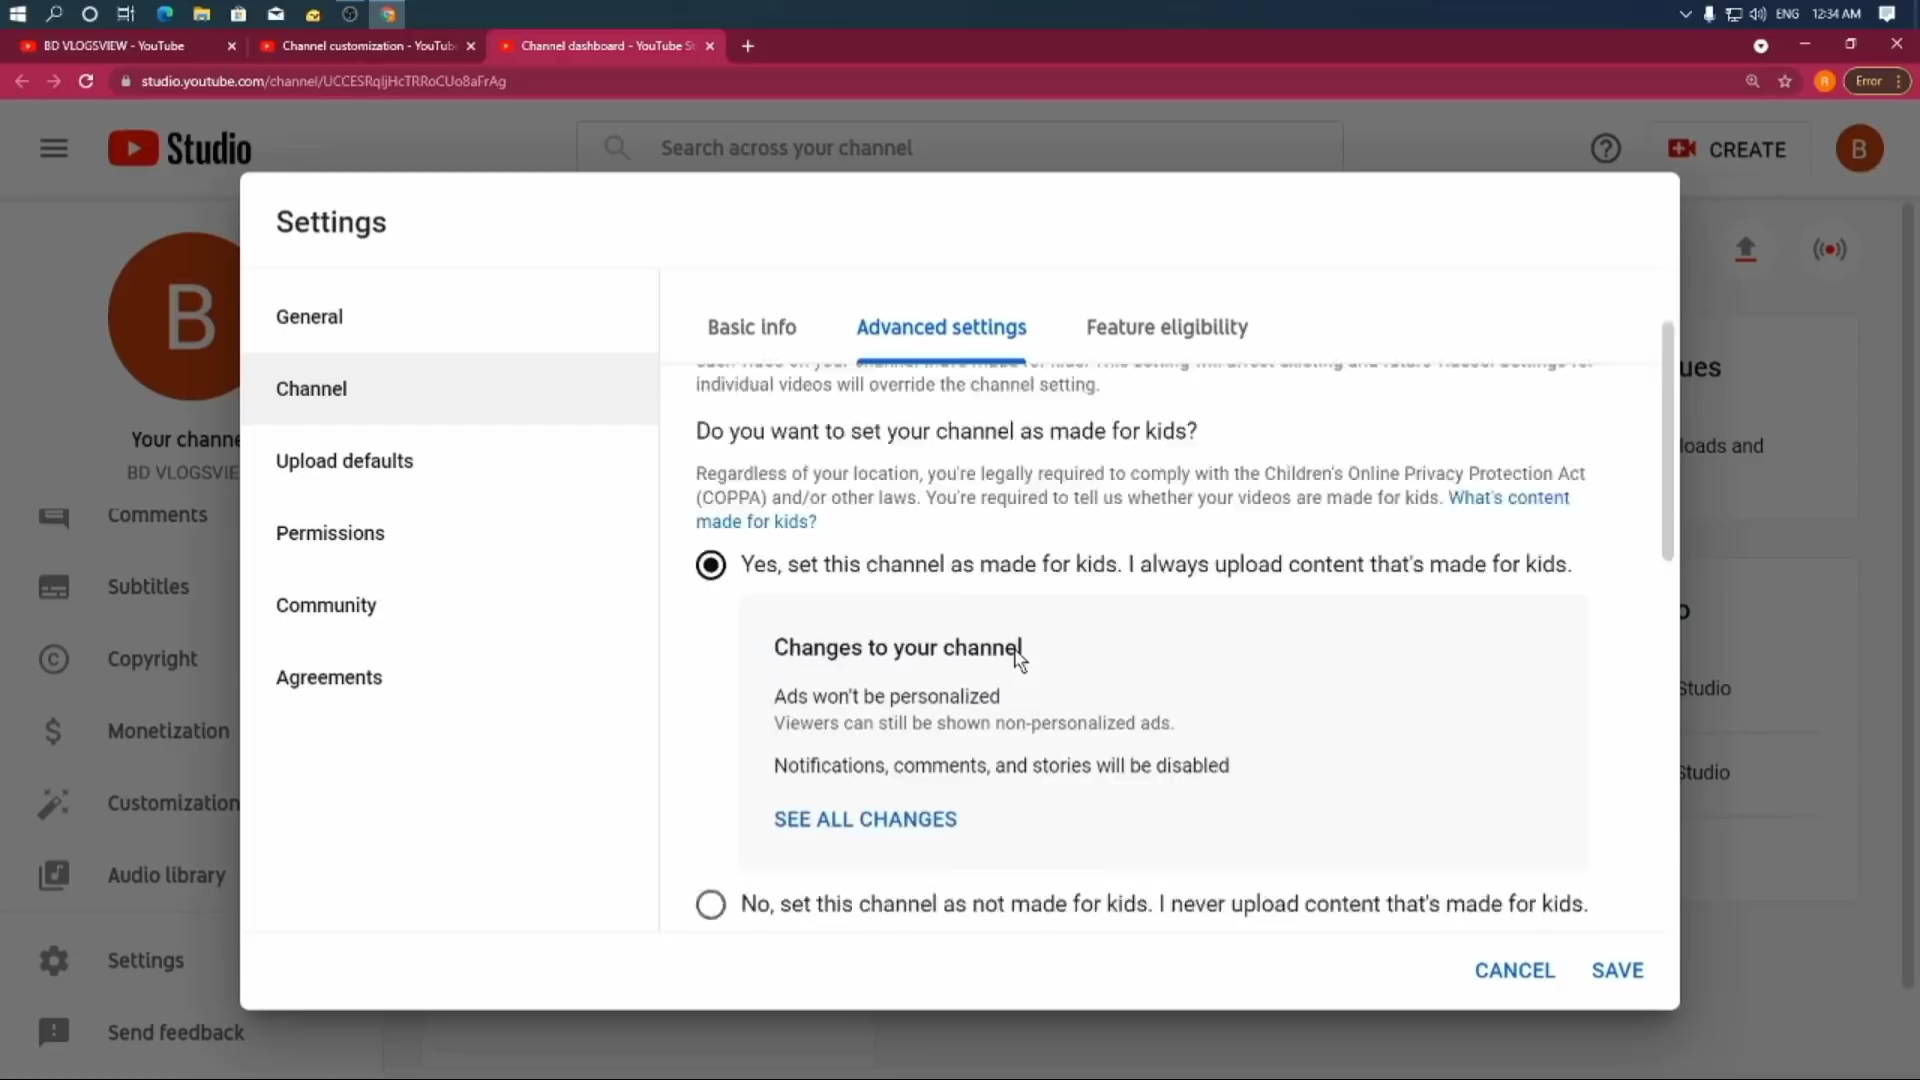 ENG 12:34 AM
BD VLOGSVIEW - YouTube
Channel customization - YouTub
Channel dashboard - YouTube St
studio.youtube.com/channel/UCCESRqIjHcTRRoCUo8aFrAg
Error
Studio
Search across your channel
CREATE
B
Settings
General
Channel
Upload defaults
Permissions
Community
Agreements
Basic info
Advanced settings
Feature eligibility
individual videos will override the channel setting.
Do you want to set your channel as made for kids?
Regardless of your location, you're legally required to comply with the Children's Online Privacy Protection Act
(COPPA) and/or other laws. You're required to tell us whether your videos are made for kids. What's content
made for kids?
Yes, set this channel as made for kids. I always upload content that's made for kids.
Changes to your channel
Ads won't be personalized
Viewers can still be shown non-personalized ads.
Notifications, comments, and stories will be disabled
SEE ALL CHANGES
No, set this channel as not made for kids. I never upload content that's made for kids.
CANCEL
SAVE
B
Your channe
BD VLOGSVIE
Comments
Subtitles
Copyright
Monetization
Customization
Audio library
Settings
Send feedback
ues
loads and
Studio
Studio